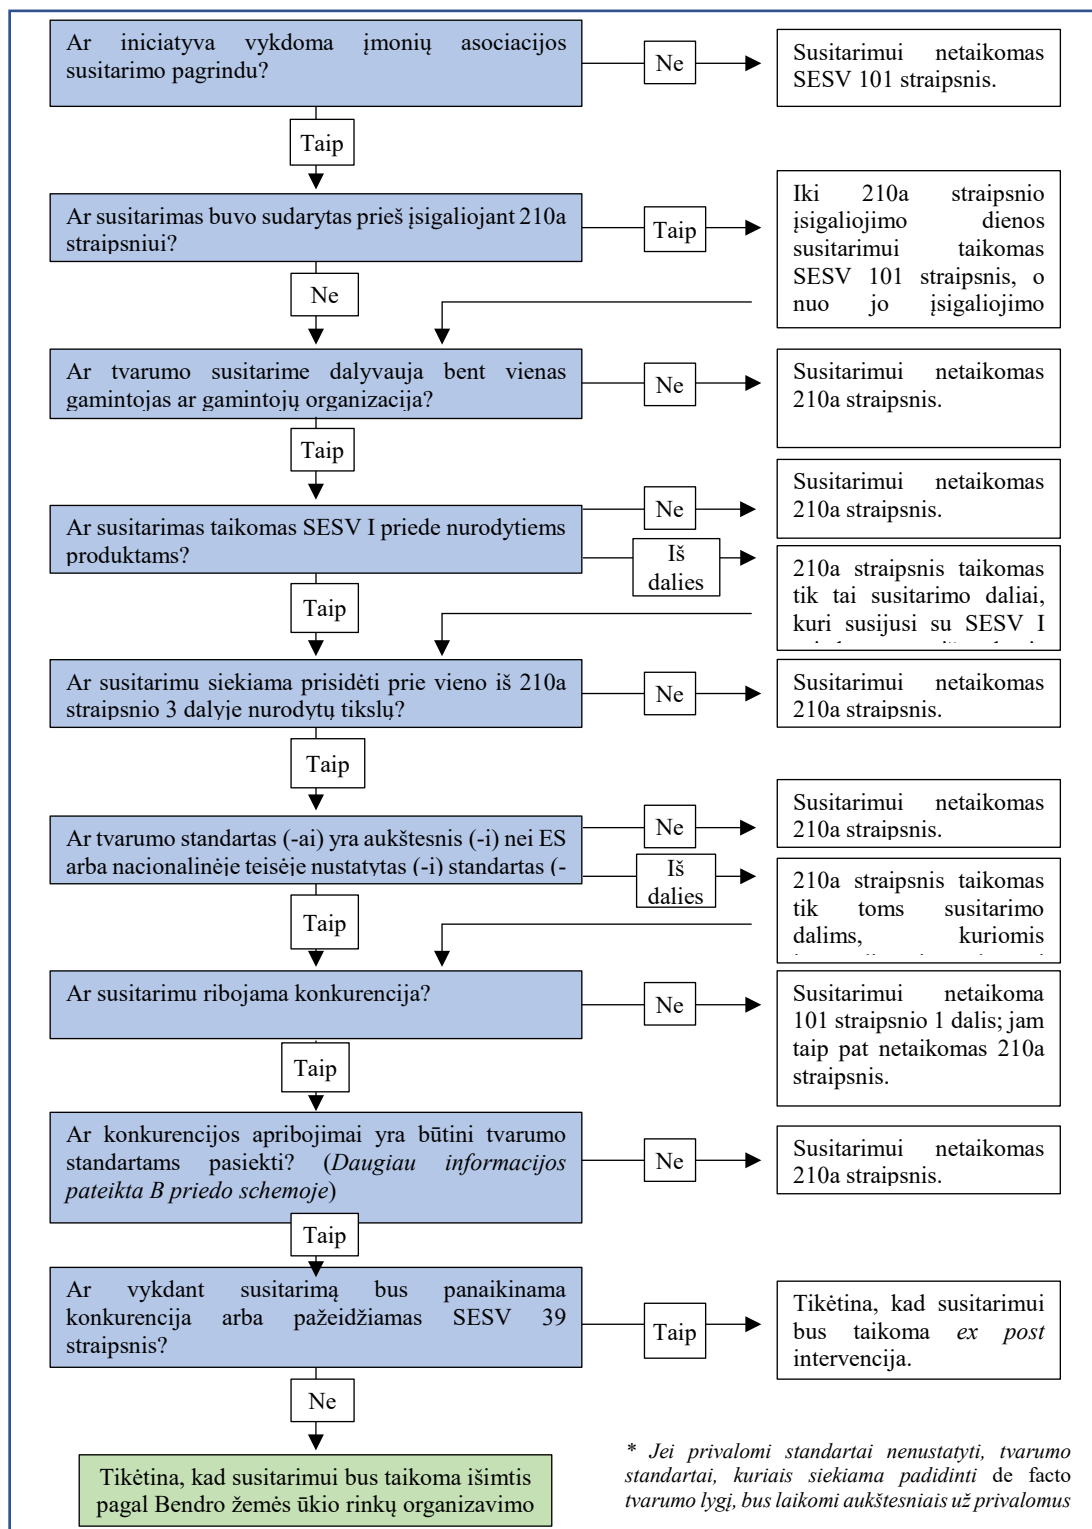 Ar iniciatyva vykdoma įmonių asociacijos
susitarimo pagrindu?
Ne
Susitarimui netaikomas
SESV 101 straipsnis.
Taip
Ar susitarimas buvo sudarytas prieš įsigaliojant 210a
straipsniui?
Taip
Iki 210a straipsnio
įsigaliojimo dienos
susitarimui taikomas
SESV 101 straipsnis, o
nuo jo įsigaliojimo
Ne
Ar tvarumo susitarime dalyvauja bent vienas
gamintojas ar gamintojų organizacija?
Ne
Susitarimui netaikomas
210a straipsnis.
Taip
Ar susitarimas taikomas SESV I priede nurodytiems
produktams?
Ne
Susitarimui netaikomas
210a straipsnis.
Iš
dalies
210a straipsnis taikomas
tik tai susitarimo daliai,
kuri susijusi su SESV I
Taip
Ar susitarimu siekiama prisidėti prie vieno iš 210a
straipsnio 3 dalyje nurodytų tikslų?
Ne
Susitarimui netaikomas
210a straipsnis.
Taip
Ar tvarumo standartas (-ai) yra aukštesnis (-i) nei ES
arba nacionalinėje teisėje nustatytas (-i) standartas (-
Ne
Susitarimui netaikomas
210a straipsnis.
Iš
dalies
210a straipsnis taikomas
tik toms susitarimo
dalims, kuriomis
Taip
Ar susitarimu ribojama konkurencija?
Ne
Susitarimui netaikoma
101 straipsnio 1 dalis; jam
taip pat netaikomas 210a
straipsnis.
Taip
Ar konkurencijos apribojimai yra būtini tvarumo
standartams pasiekti? (Daugiau informacijos
pateikta B priedo schemoje)
Ne
Susitarimui netaikomas
210a straipsnis.
Taip
Ar vykdant susitarimą bus panaikinama
konkurencija arba pažeidžiamas SESV 39
straipsnis?
Taip
Tikėtina, kad susitarimui
bus taikoma ex post
intervencija.
Ne
Tikėtina, kad susitarimui bus taikoma išimtis
pagal Bendro žemės ūkio rinkų organizavimo
* Jei privalomi standartai nenustatyti, tvarumo
standartai, kuriais siekiama padidinti de facto
tvarumo lygį, bus laikomi aukštesniais už privalomus